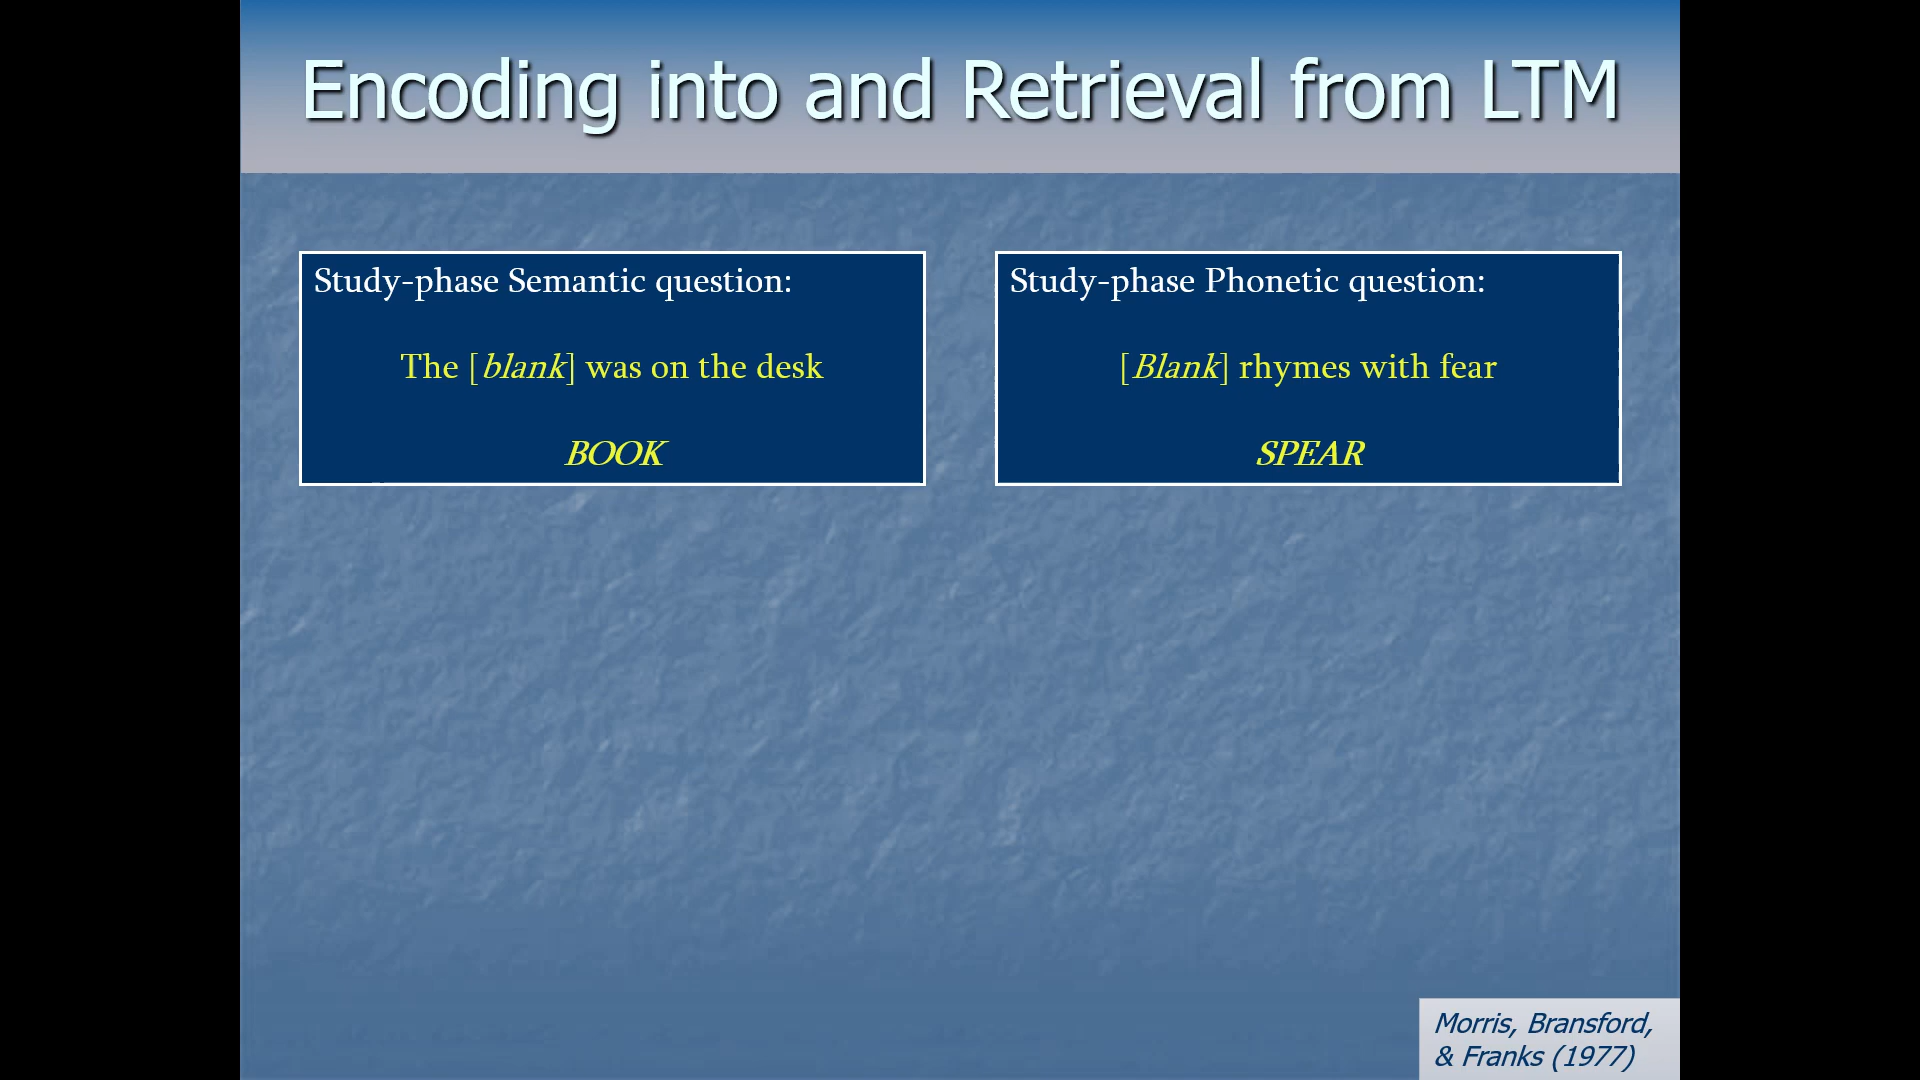 Encoding into and Retrieval from LTM
Study-phase Semantic question:
The [blank] was on the desk
BOOK
Study-phase Phonetic question:
[Blank] rhymes with fear
SPEAR
Morris, Bransford,
& Franks (1977)